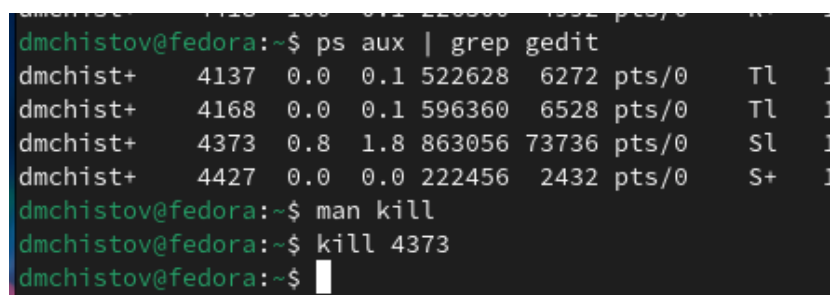 dmchistov@fedora:~$ ps aux | grep gedit
dmchist+ 4137 0.0 0.1 522628 6272 pts/0 Tl
dmchist+ 4168 0.0 0.1 596360 6528 pts/0 Tl
dmchist+ 4373 0.8 1.8 863056 73736 pts/0 Sl
dmchist+ 4427 0.0 0.0 222456 2432 pts/0 S+
dmchistov@fedora:~$ man kill
dmchistov@fedora:~$ kill 4373
dmchistov@fedora:~$